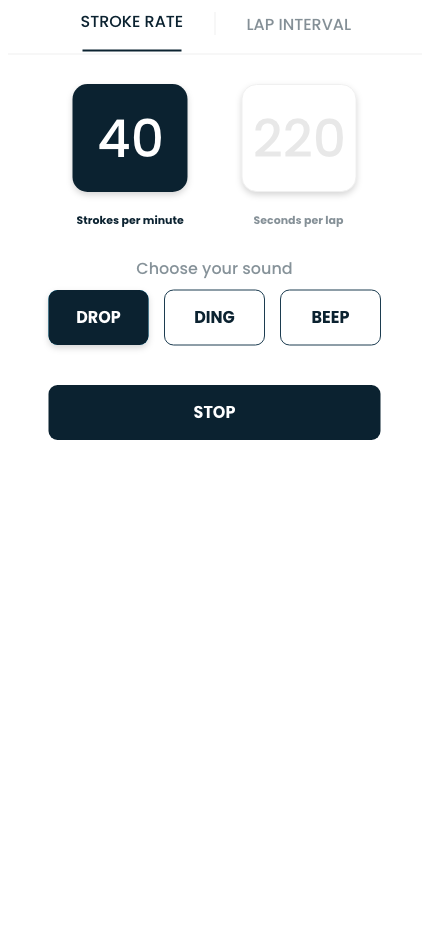 STROKE RATE
LAP INTERVAL
40
220
Strokes per minute
Seconds per lap
Choose your sound
DROP
DING
BEEP
STOP